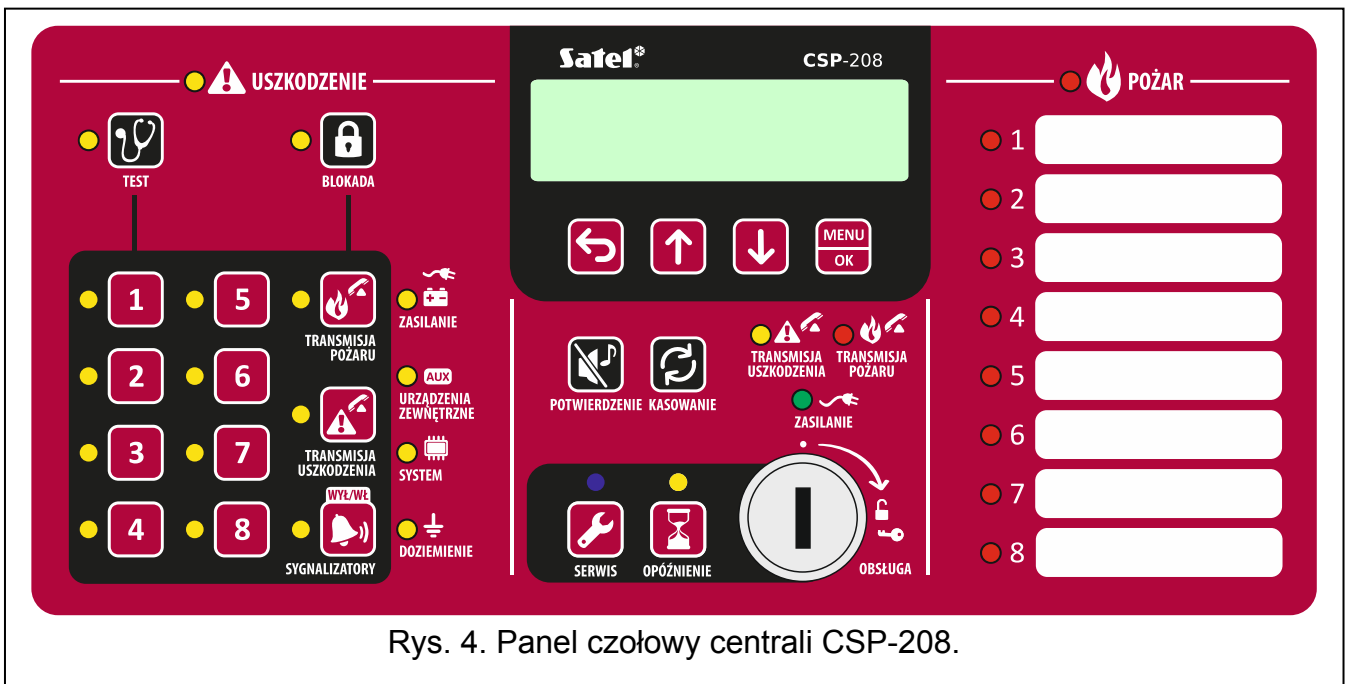 USZKODZENIE
TEST
BLOKADA
1
5
TRANSMISJA
POŻARU
2
6
3
7
TRANSMISJA
USZKODZENIA
4
8
WYŁ/WŁ
SYGNALIZATORY
ZASILANIE
AUX
URZĄDZENIA
ZEWNĘTRZNE
SYSTEM
DOZIEMIENIE
Satel
CSP-208
MENU
OK
POTWIERDZENIE
KASOWANIE
TRANSMISJA
USZKODZENIA
TRANSMISJA
POŻARU
ZASILANIE
SERWIS
OPÓŹNIENIE
OBSŁUGA
POŻAR
1
2
3
4
5
6
7
8
Rys. 4. Panel czołowy centrali CSP-208.